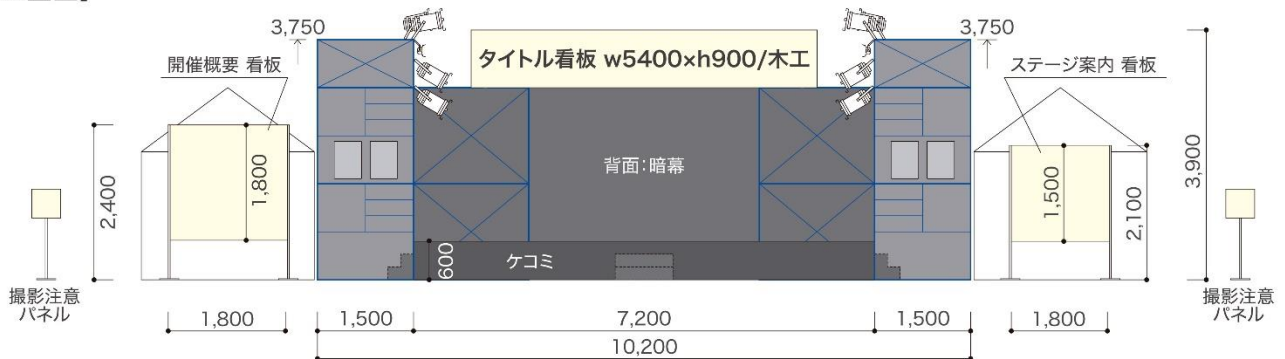 3,750
タイトル看板 w5400×h900/木工
3,750
開催概要 看板
ステージ案内 看板
背面：暗幕
2,400
1,800
1,500
2,100
3,900
600
ケコミ
撮影注意
パネル
撮影注意
パネル
1,800
1,500
7,200
1,500
1,800
10,200